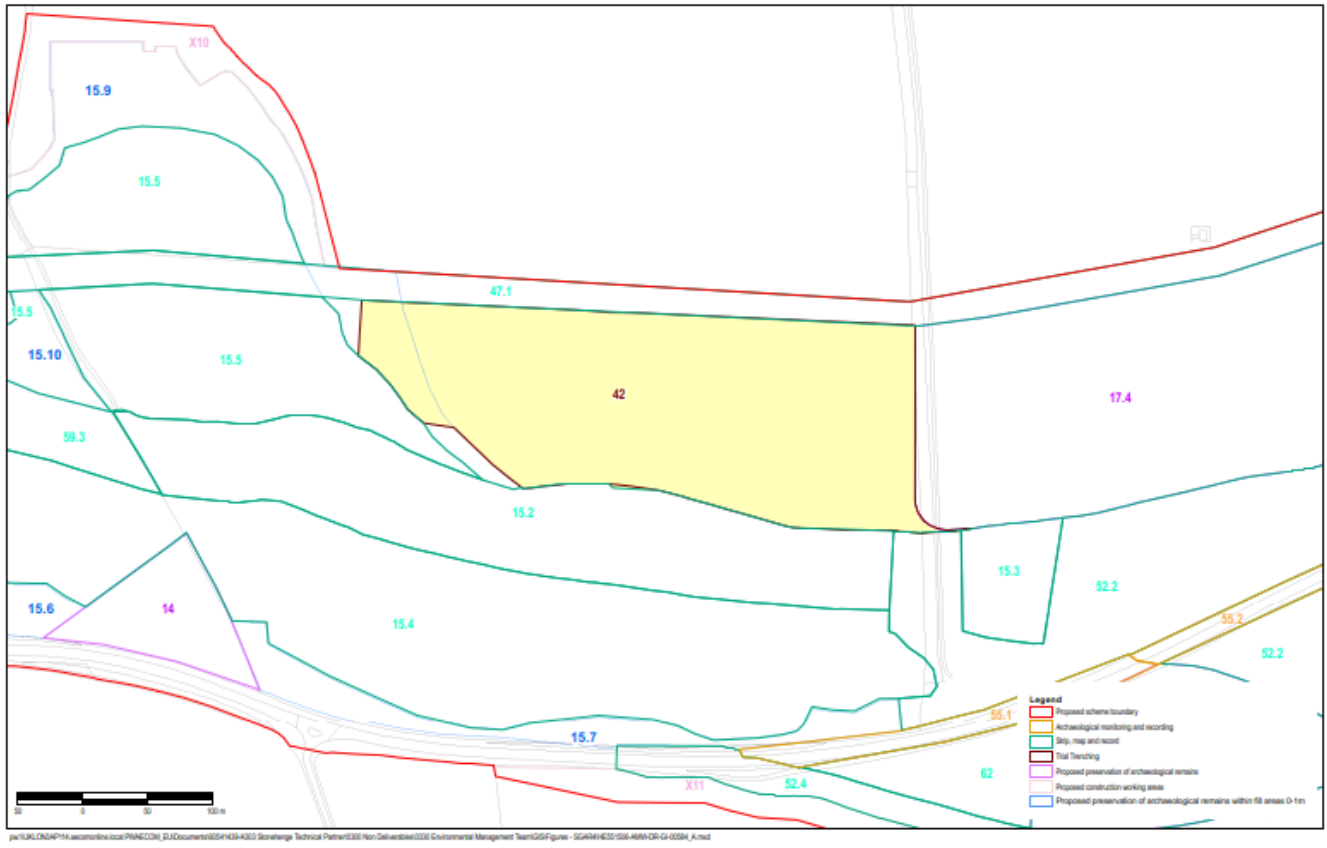 X10
15.9
15.5
47.1
15.5
15.10
15.5
42
17.4
59.3
15.2
15.3
52.2
15.6
14
15.4
55.2
52.2
55.1
15.7
62
X11
52.4
Legend
Proposed scheme boundary
Archaeological monitoring and recording
Strip, map and record
Trial Trenching
Proposed preservation of archaeological remains
Proposed construction working areas
Proposed preservation of archaeological remains within fill areas 0-1m
50 0 50 100 m